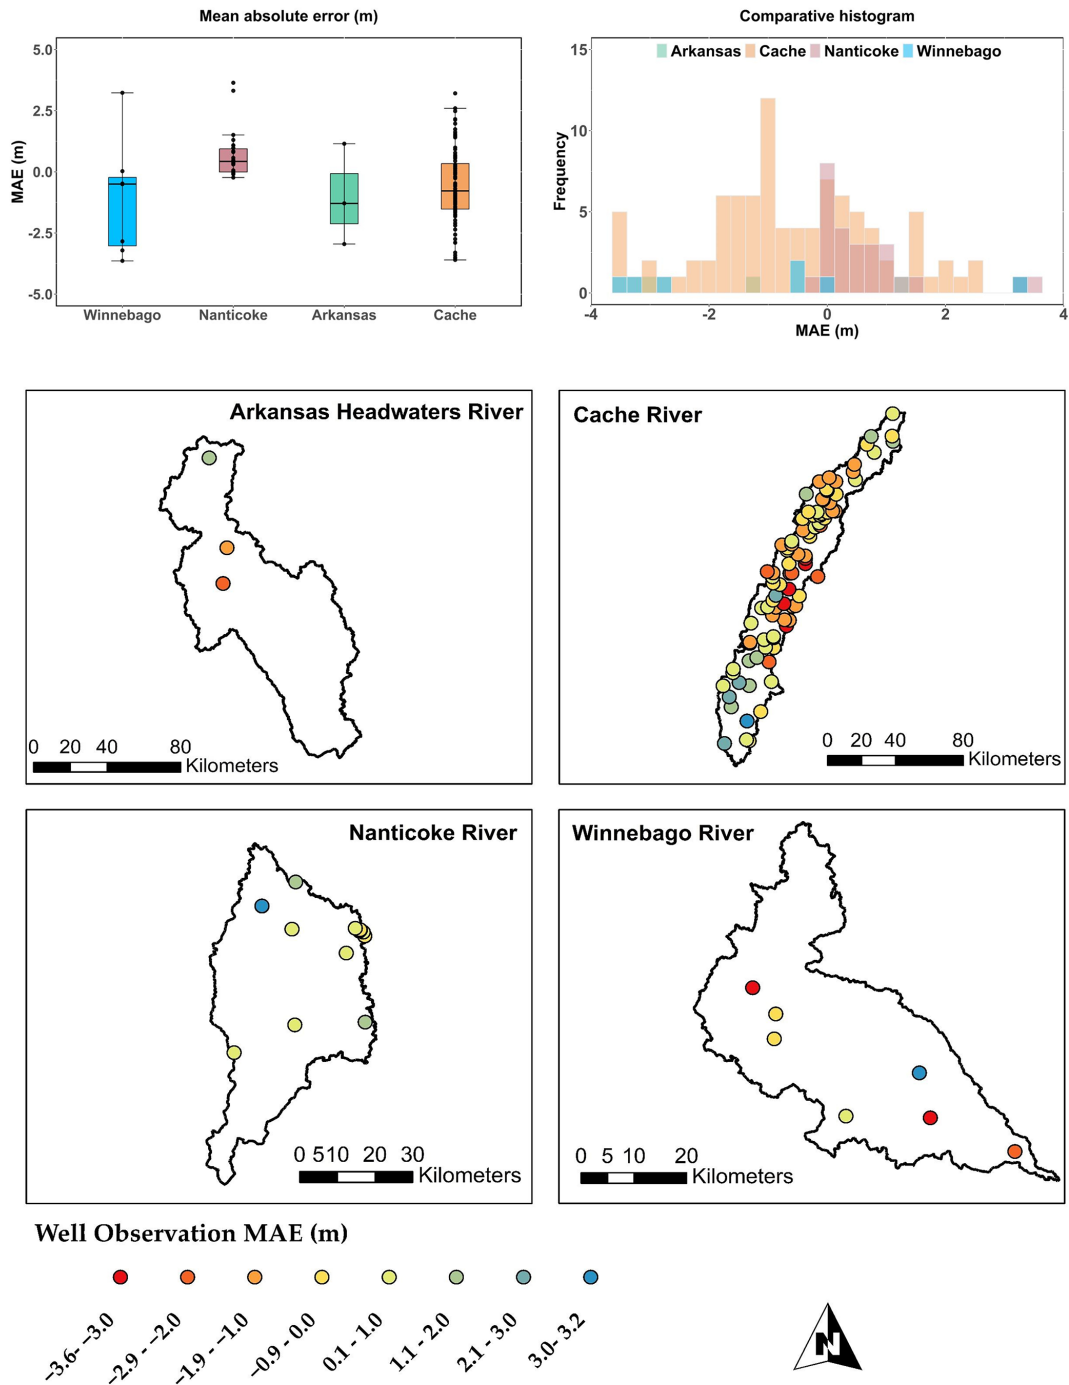 Mean absolute error (m)
5.0
2.5
0.0
-2.5
-5.0
MAE (m)
Winnebago Nanticoke Arkansas Cache
Comparative histogram
Arkansas Cache Nanticoke Winnebago
15
10
5
0
Frequency
-4 -2 0 2 4
MAE (m)
Arkansas Headwaters River
0 20 40 80
Kilometers
Cache River
0 20 40 80
Kilometers
Nanticoke River
0 5 10 20 30
Kilometers
Winnebago River
0 5 10 20
Kilometers
Well Observation MAE (m)
−3.6- −3.0
−2.9 - −2.0
−1.9 - −1.0
−0.9 - 0.0
0.1 - 1.0
1.1 - 2.0
2.1 - 3.0
3.0- 3.2
N